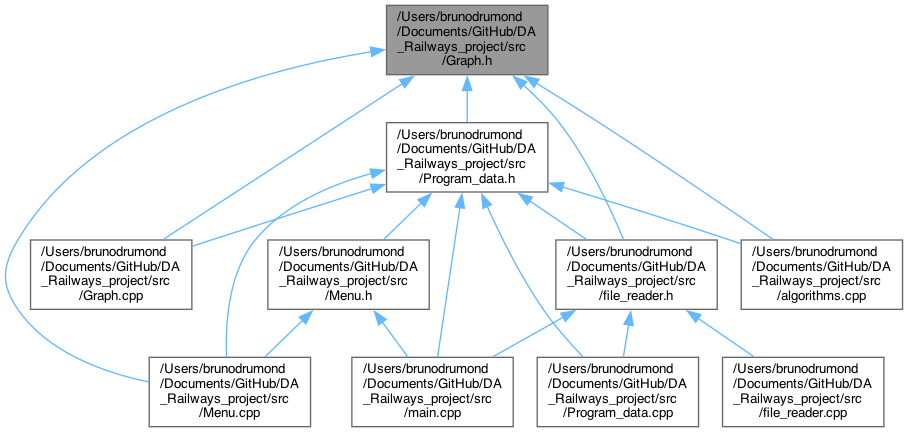 /Users/brunodrumond
/Documents/GitHub/DA
_Railways_project/src
/Graph.h
/Users/brunodrumond
/Documents/GitHub/DA
_Railways_project/src
/Program_data.h
/Users/brunodrumond
/Documents/GitHub/DA
_Railways_project/src
/Graph.cpp
/Users/brunodrumond
/Documents/GitHub/DA
_Railways_project/src
/Menu.h
/Users/brunodrumond
/Documents/GitHub/DA
_Railways_project/src
/file_reader.h
/Users/brunodrumond
/Documents/GitHub/DA
_Railways_project/src
/algorithms.cpp
/Users/brunodrumond
/Documents/GitHub/DA
_Railways_project/src
/Menu.cpp
/Users/brunodrumond
/Documents/GitHub/DA
_Railways_project/src
/main.cpp
/Users/brunodrumond
/Documents/GitHub/DA
_Railways_project/src
/Program_data.cpp
/Users/brunodrumond
/Documents/GitHub/DA
_Railways_project/src
/file_reader.cpp